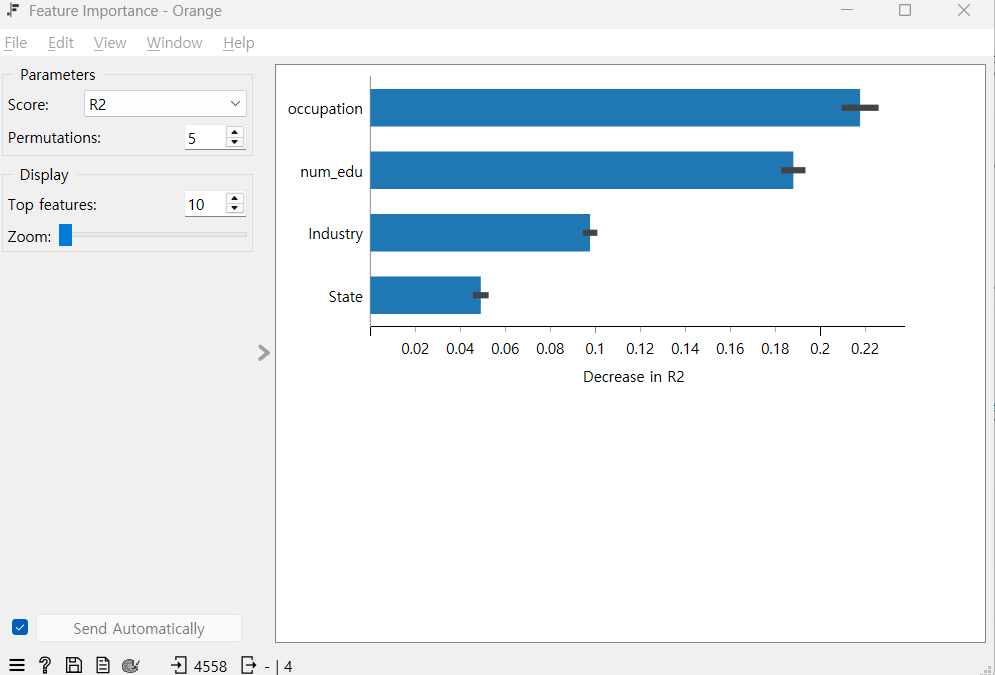 Feature Importance - Orange
File Edit View Window Help
Parameters
Score: R2
Permutations: 5
Display
Top features: 10
Zoom:
Send Automatically
occupation
num_edu
Industry
State
0.02 0.04 0.06 0.08 0.1 0.12 0.14 0.16 0.18 0.2 0.22
Decrease in R2
? 4558 - | 4